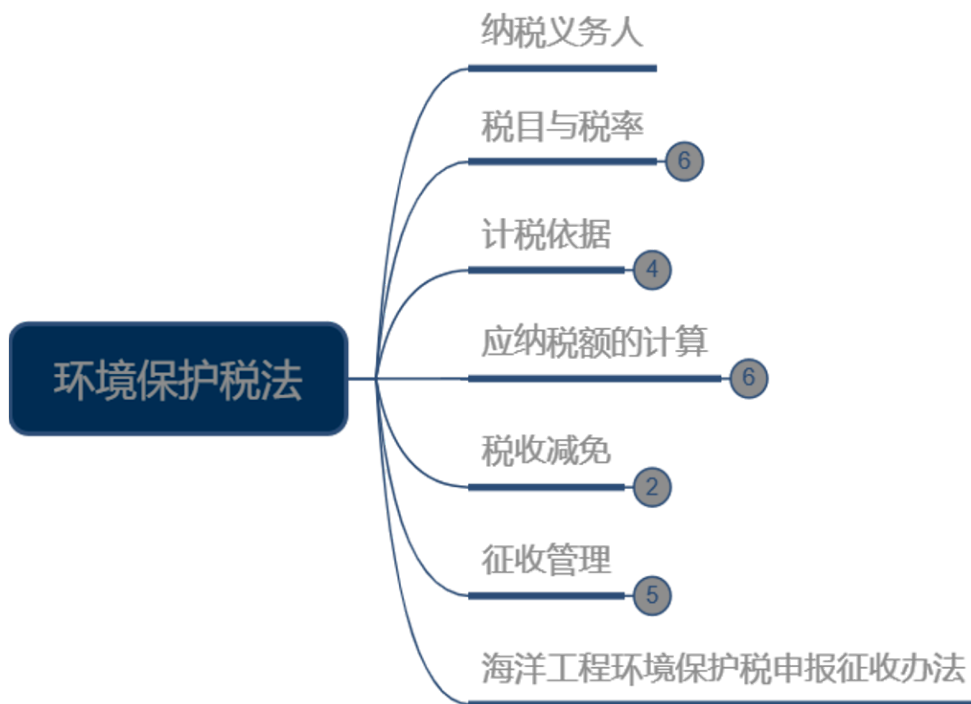 纳税义务人
税目与税率
6
计税依据
4
应纳税额的计算
6
环境保护税法
税收减免
2
征收管理
5
海洋工程环境保护税申报征收办法